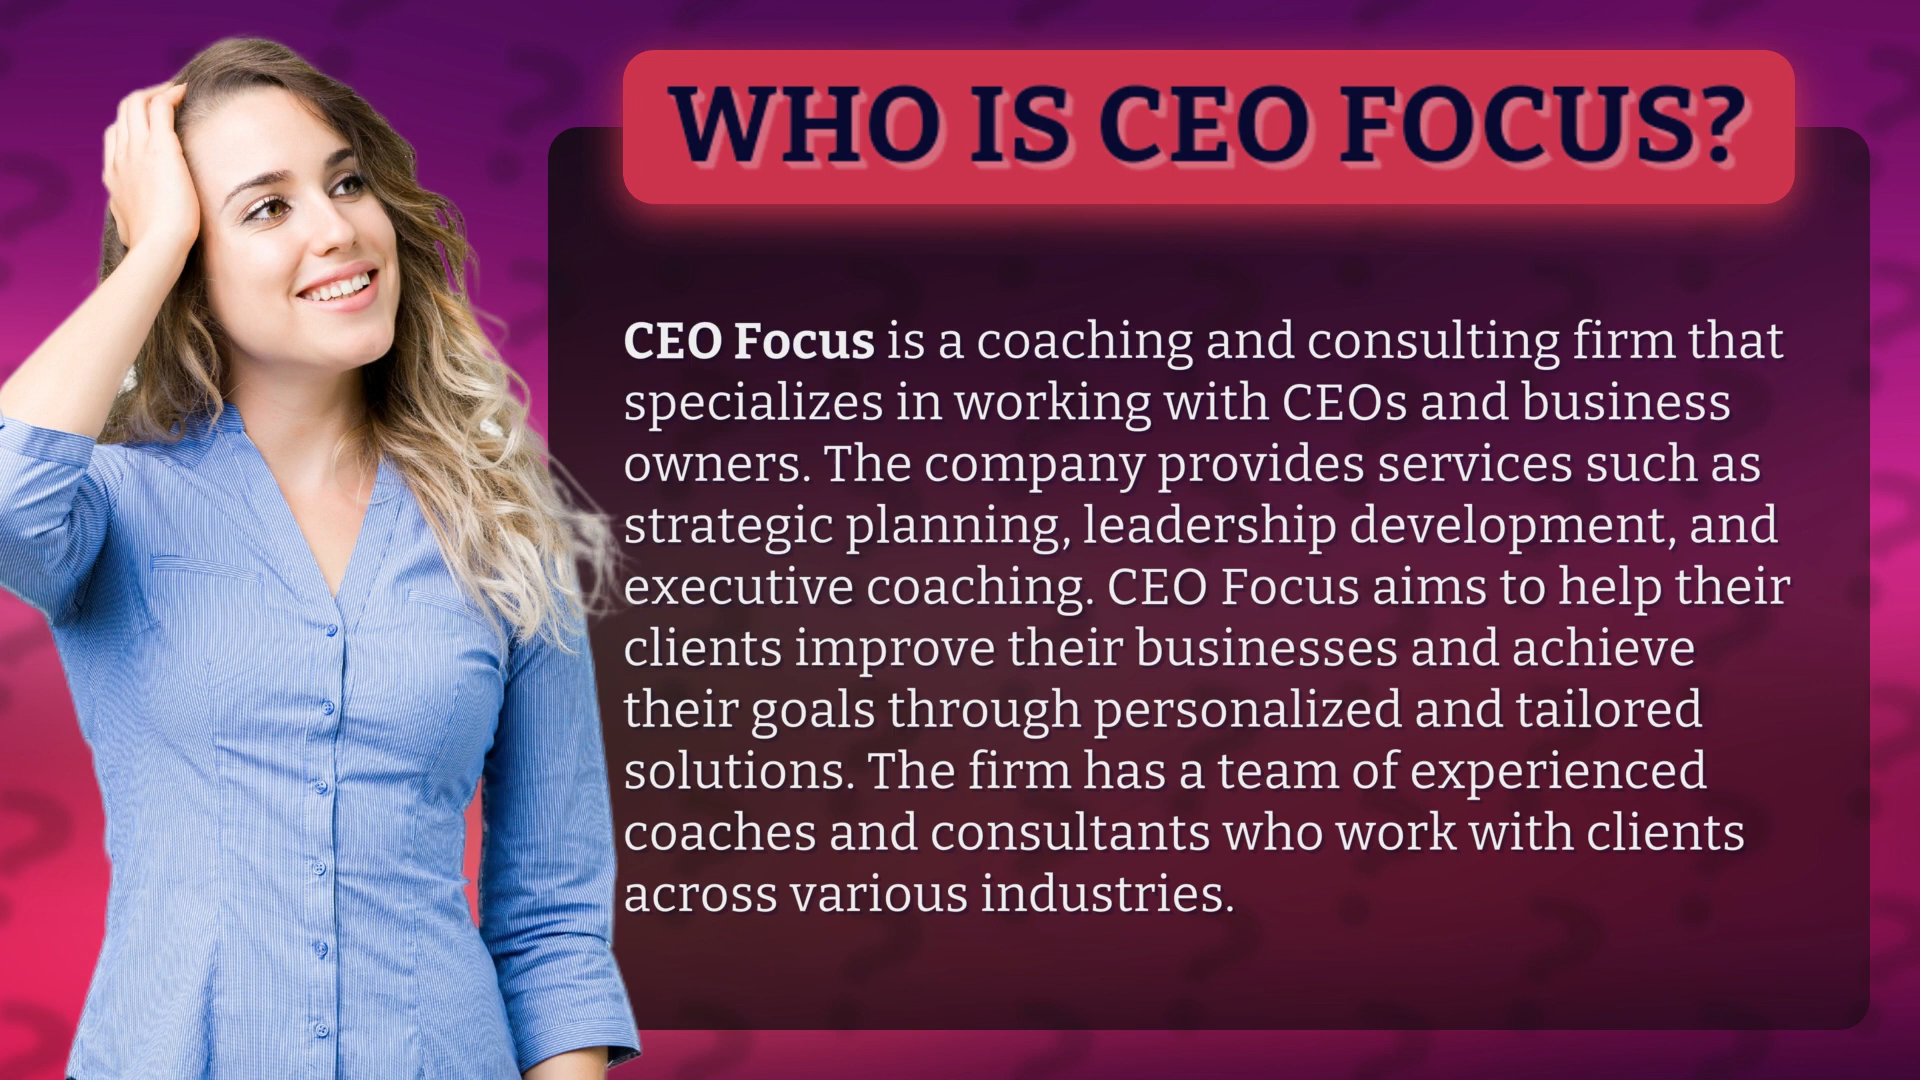 WHO IS CEO FOCUS?
CEO Focus is a coaching and consulting firm that
specializes in working with CEOs and business
owners. The company provides services such as
strategic planning, leadership development, and
executive coaching. CEO Focus aims to help their
clients improve their businesses and achieve
their goals through personalized and tailored
solutions. The firm has a team of experienced
coaches and consultants who work with clients
across various industries.